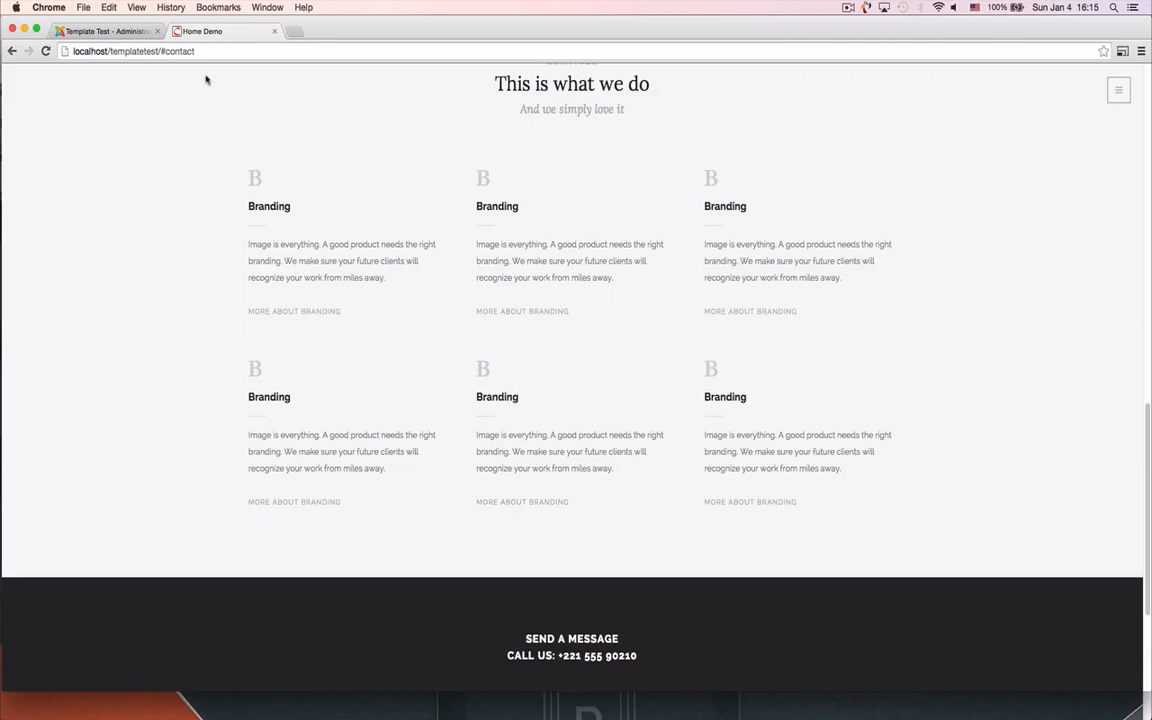 Chrome File Edit View History Bookmarks Window Help 100% Sun Jan 4 16:15
Template Test - Administra Home Demo
localhost/templatetest/#contact
This is what we do
And we simply love it
B B B
Branding Branding Branding
Image is everything. A good product needs the right Image is everything. A good product needs the right Image is everything. A good product needs the right
branding. We make sure your future clients will branding. We make sure your future clients will branding. We make sure your future clients will
recognize your work from miles away. recognize your work from miles away. recognize your work from miles away.
MORE ABOUT BRANDING MORE ABOUT BRANDING MORE ABOUT BRANDING
B B B
Branding Branding Branding
Image is everything. A good product needs the right Image is everything. A good product needs the right Image is everything. A good product needs the right
branding. We make sure your future clients will branding. We make sure your future clients will branding. We make sure your future clients will
recognize your work from miles away. recognize your work from miles away. recognize your work from miles away.
MORE ABOUT BRANDING MORE ABOUT BRANDING MORE ABOUT BRANDING
SEND A MESSAGE
CALL US: +221 555 90210